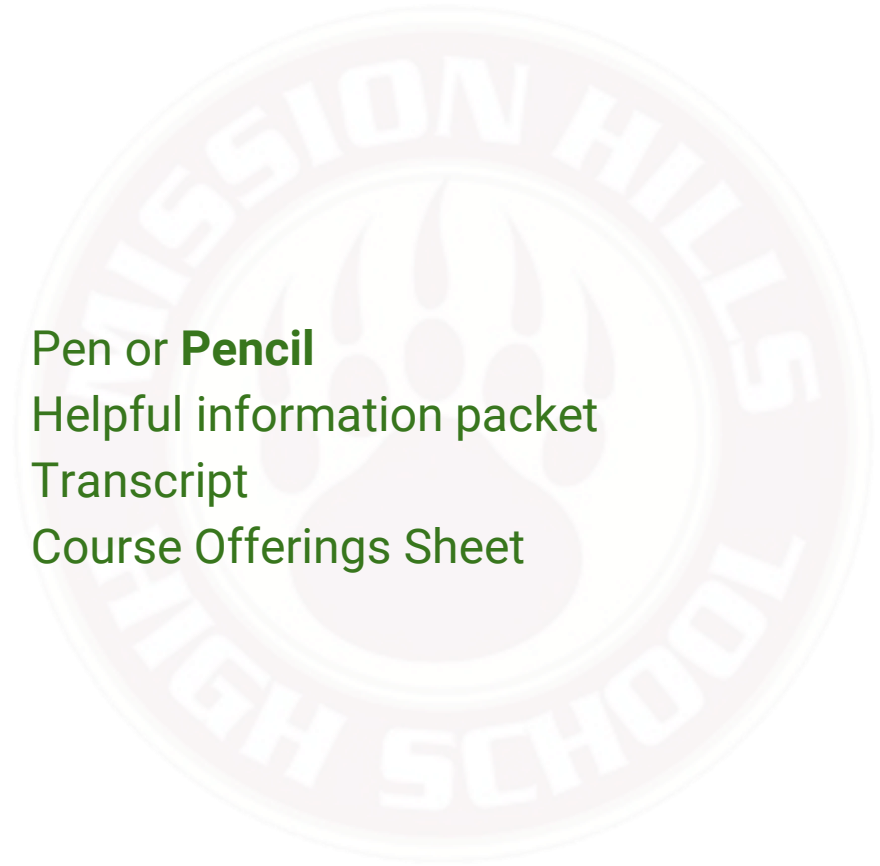 MISSION HILLS
Pen or Pencil
Helpful information packet
Transcript
Course Offerings Sheet
HIGH SCHOOL